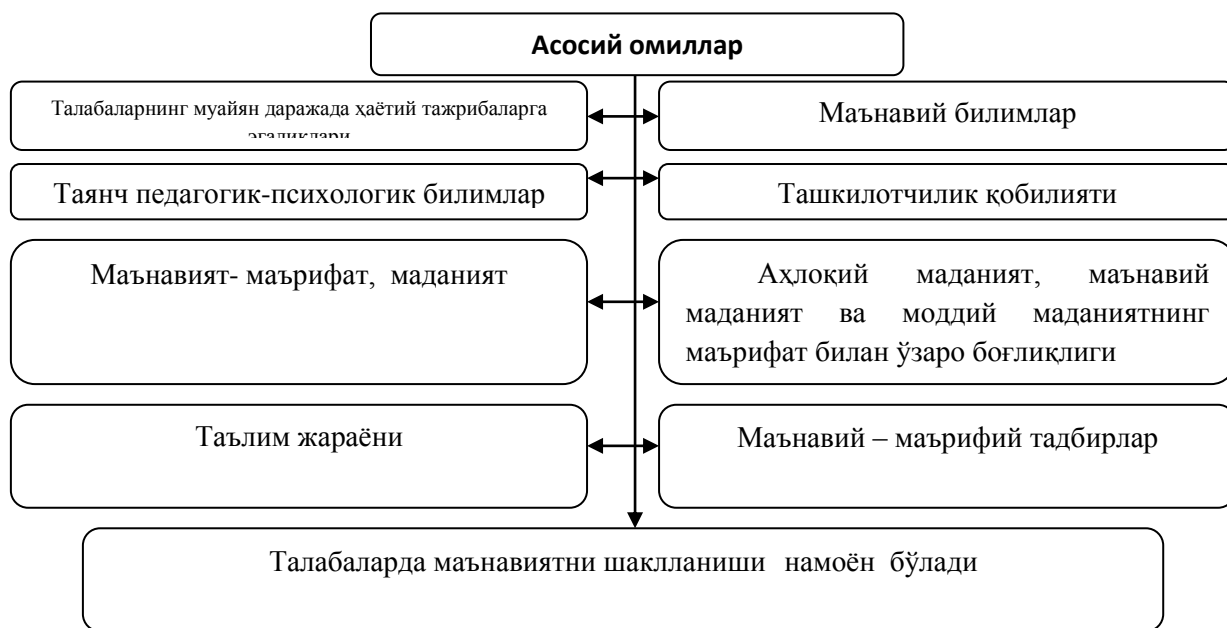 Асосий омиллар
Талабаларнинг муайян даражада ҳаётий тажрибаларга
эгаликлари
Маънавий билимлар
Таянч педагогик-психологик билимлар
Ташкилотчилик қобилияти
Маънавият- маърифат, маданият
Аҳлоқий маданият, маънавий
маданият ва моддий маданиятнинг
маърифат билан ўзаро боғлиқлиги
Таълим жараёни
Маънавий – маърифий тадбирлар
Талабаларда маънавиятни шаклланиши намоён бўлади